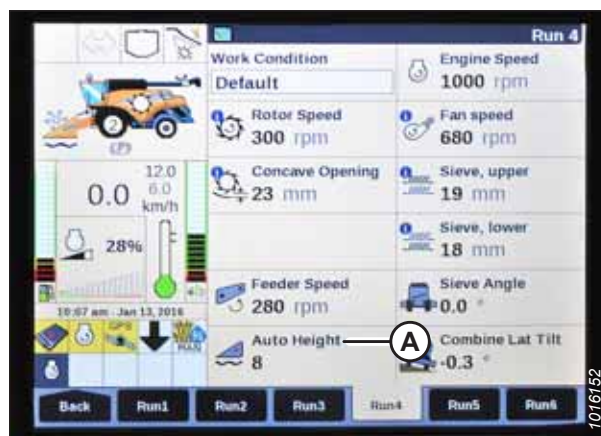 Run 4
Work Condition
Default
Engine Speed
1000 rpm
Rotor Speed
300 rpm
Fan speed
680 rpm
Concave Opening
23 mm
Sieve, upper
19 mm
Sieve, lower
18 mm
Feeder Speed
280 rpm
Sieve Angle
0.0 °
Auto Height
8
A
Combine Lat Tilt
-0.3 °
2
(P)
12.0
6.0
0.0
km/h
28%
10:07 am Jan 13, 2016
GPS
MAN
Back
Run1
Run2
Run3
Run4
Run5
Run6
1016152